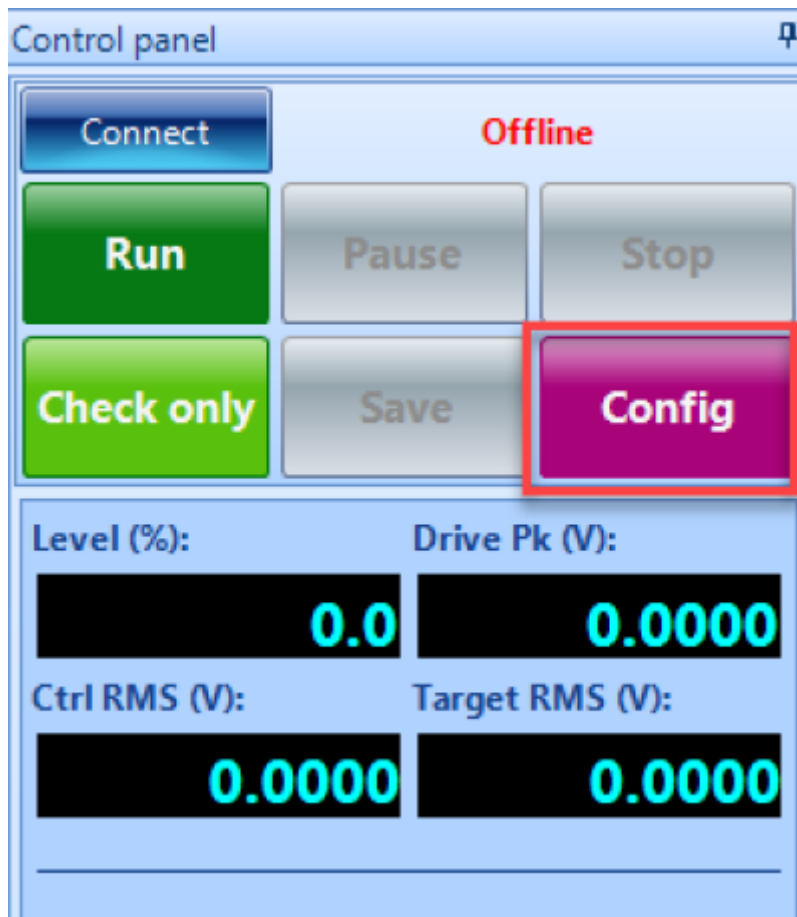 Control panel
Connect
Offline
Run
Pause
Stop
Check only
Save
Config
Level (%):
Drive Pk (V):
0.0
0.0000
Ctrl RMS (V):
Target RMS (V):
0.0000
0.0000